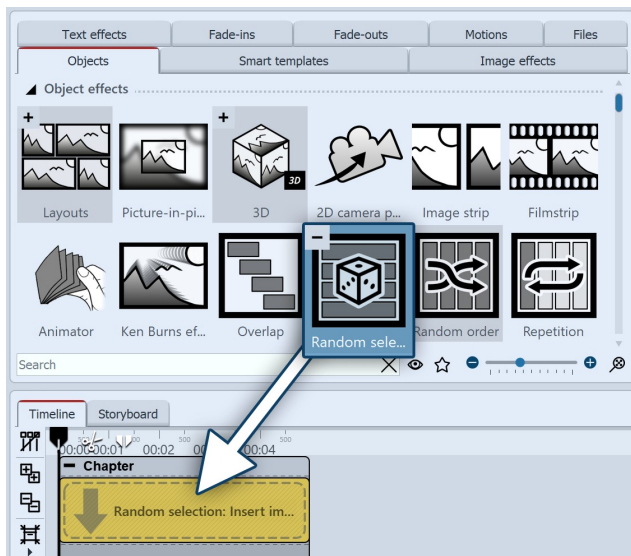 Text effects
Fade-ins
Fade-outs
Motions
Files
Objects
Smart templates
Image effects
Object effects
3D
Layouts
Picture-in-pi...
3D
2D camera p...
Image strip
Filmstrip
Animator
Ken Burns ef...
Overlap
Random sele...
Random order
Repetition
Search
Timeline
Storyboard
500
500
00:00:01
00:02
00:04
Chapter
Random selection: Insert im...